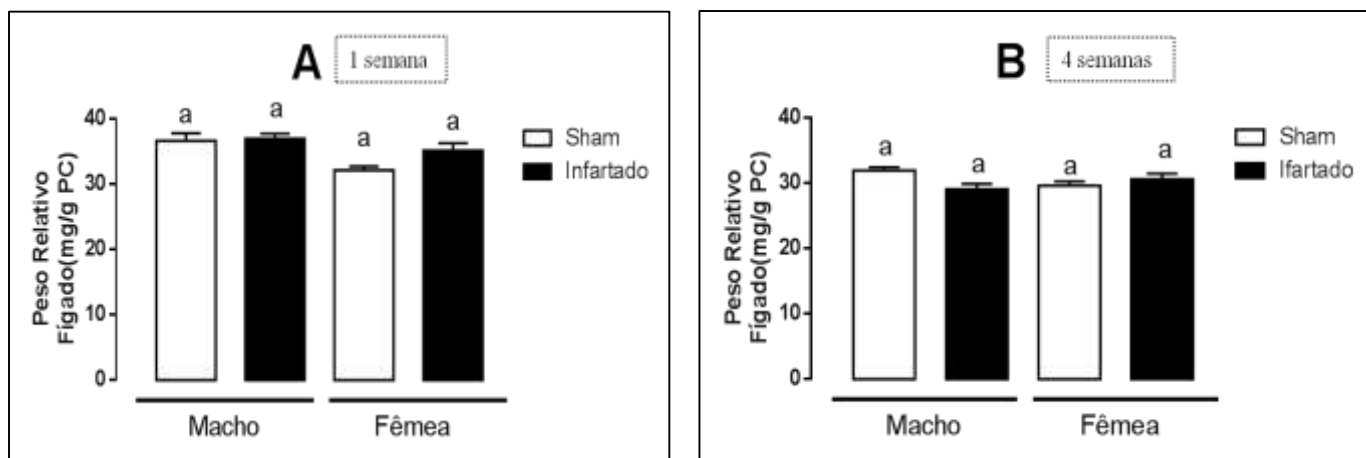 A
1 semana
Peso Relativo
Fígado(mg/g PC)
40
30
20
10
0
a
a
a
a
Sham
Infartado
Macho
Fêmea
B
4 semanas
Peso Relativo
Fígado(mg/g PC)
40
30
20
10
0
a
a
a
a
Sham
Ifartado
Macho
Fêmea